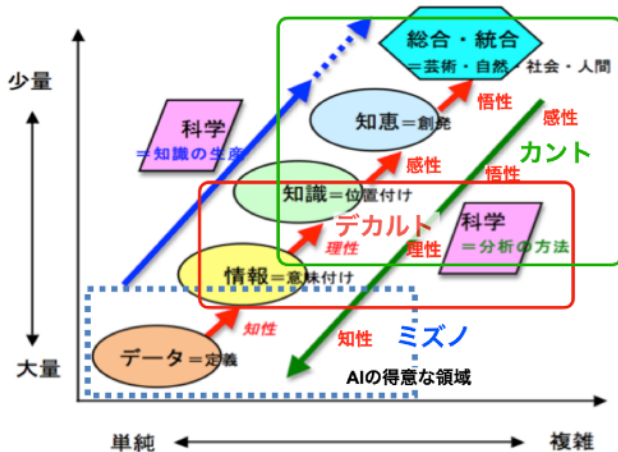 総合・統合
=芸術・自然・社会・人間
少量
悟性
感性
科学
=知識の生産
知恵=創発
カント
感性
悟性
知識=位置付け
デカルト
科学
理性
理性
=分析の方法
情報=意味付け
知性
知性
ミズノ
データ=定義
大量
AIの得意な領域
単純
複雑